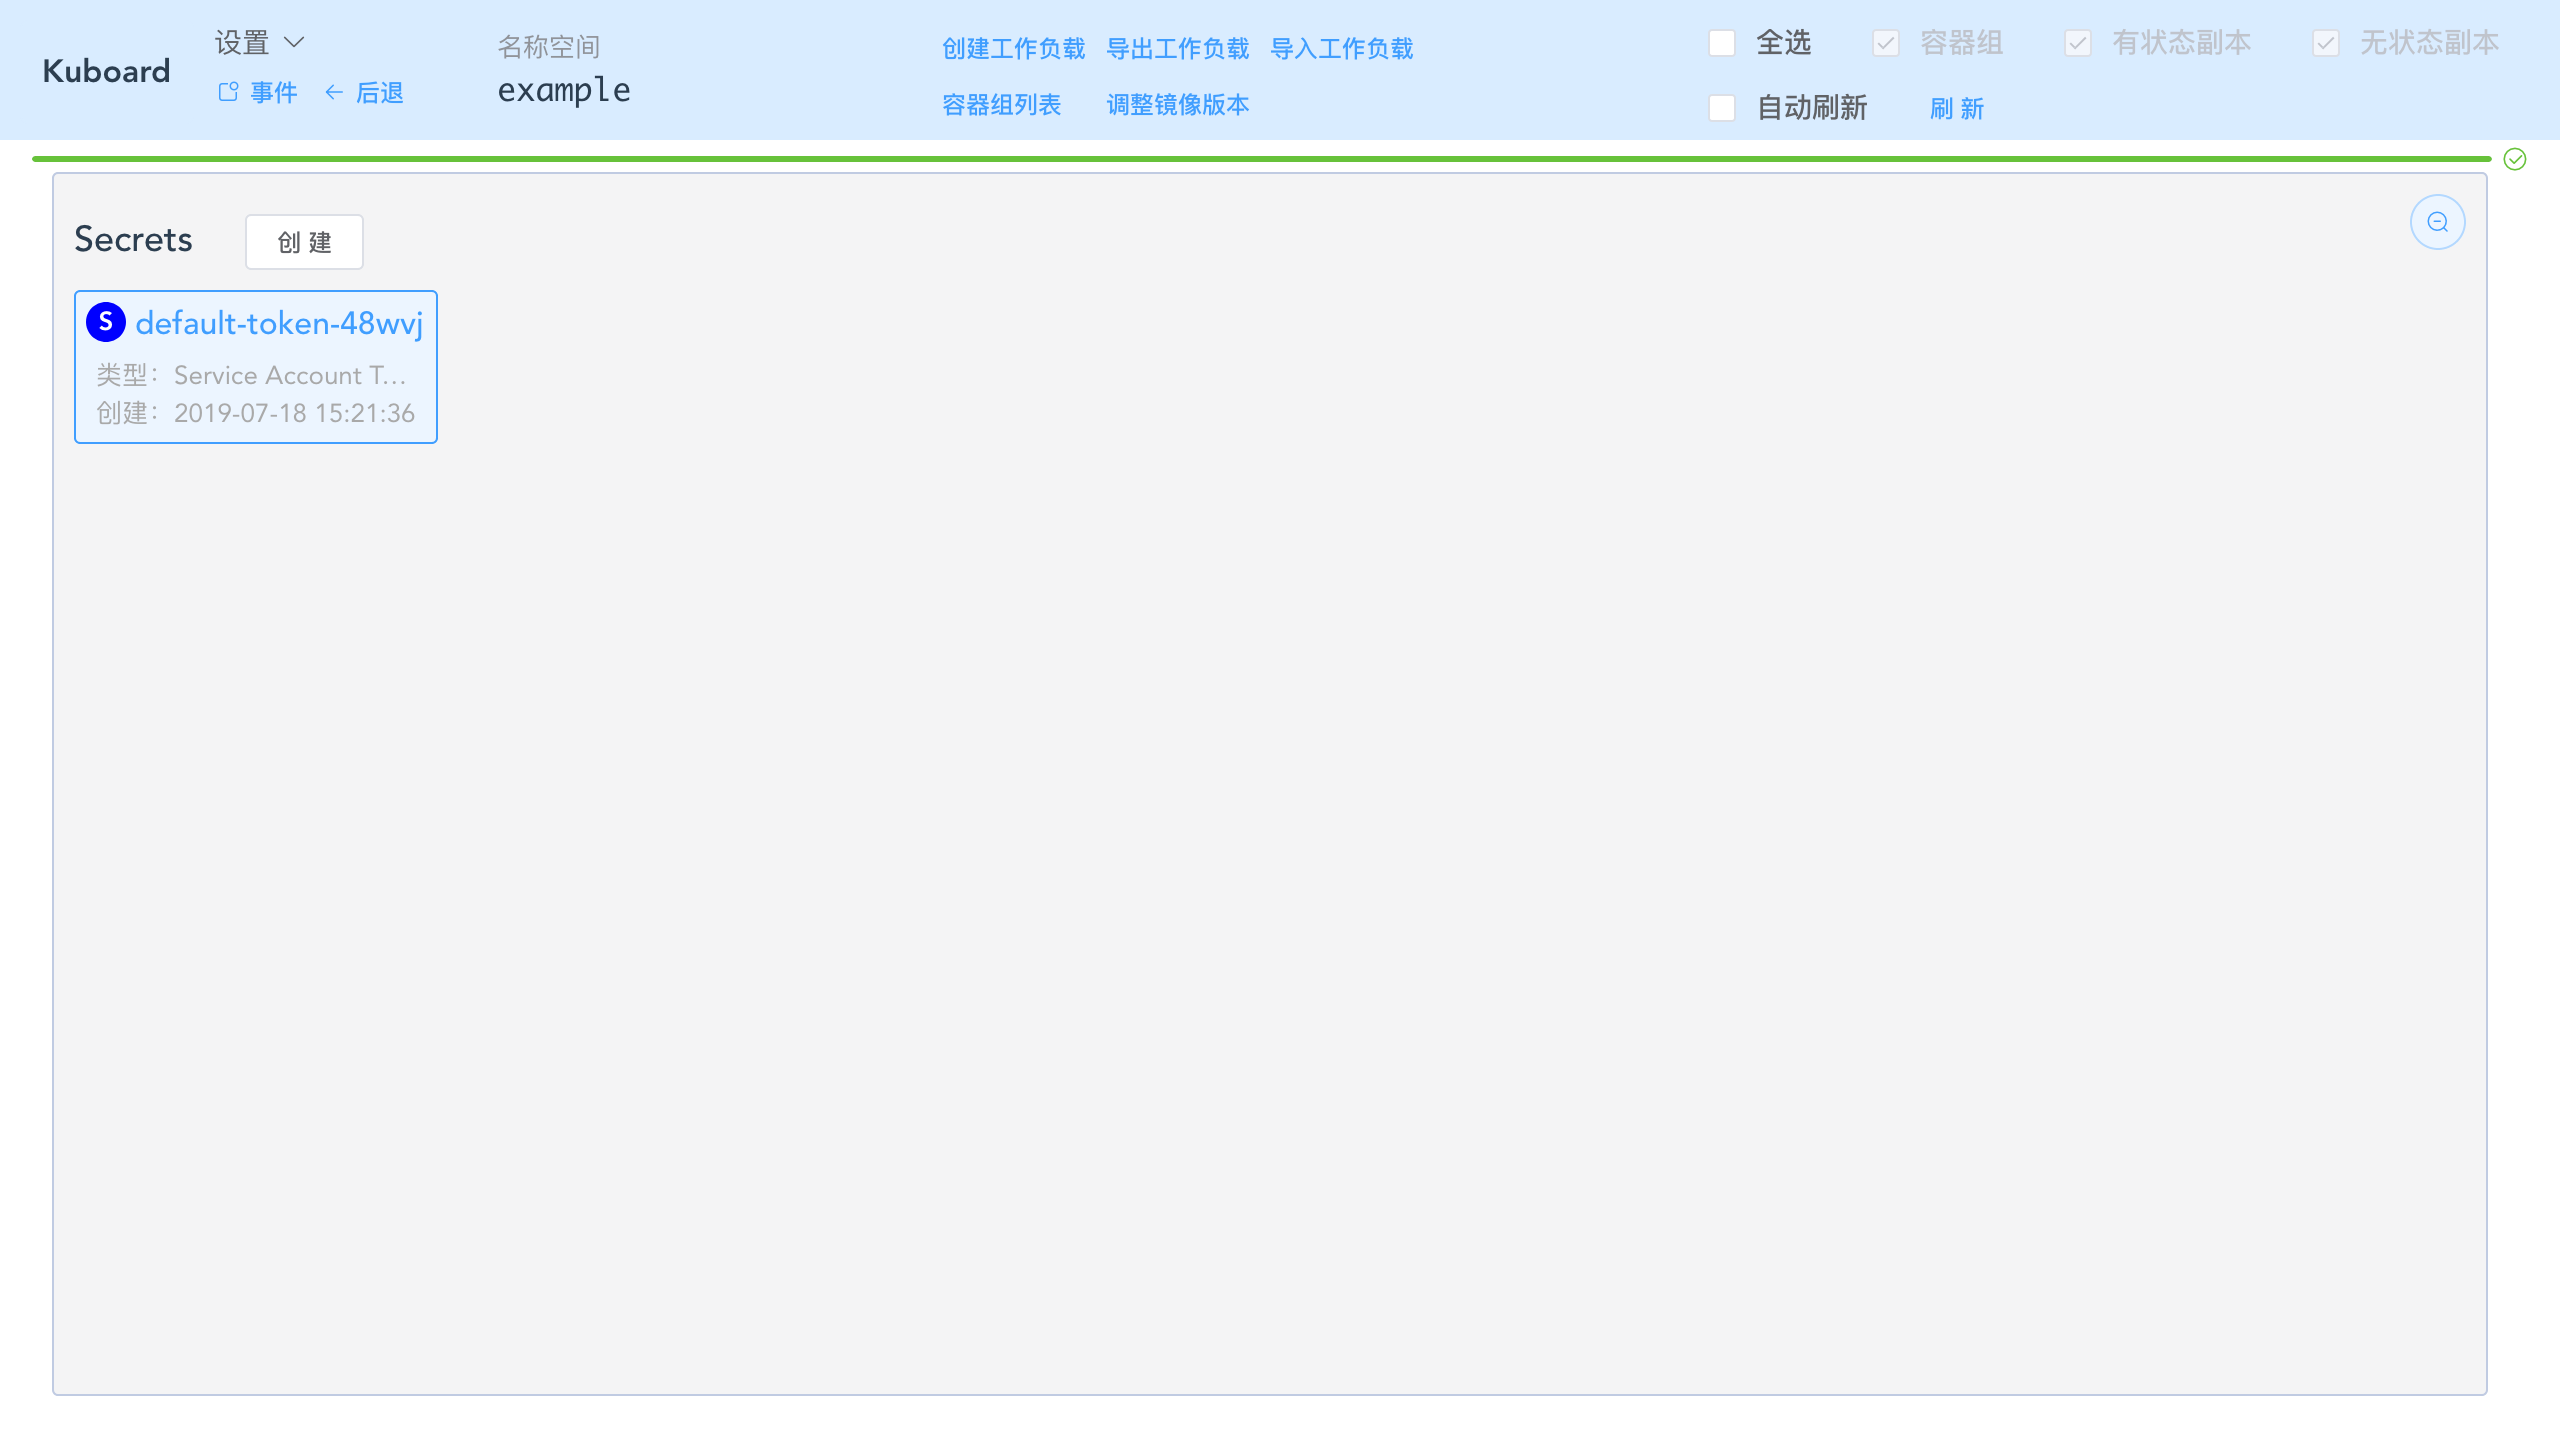 Kuboard
设置
事件 后退
名称空间
example
创建工作负载 导出工作负载 导入工作负载
容器组列表 调整镜像版本
全选 容器组 有状态副本 无状态副本
自动刷新 刷 新
Secrets 创 建
S default-token-48wvj
类型：Service Account T...
创建：2019-07-18 15:21:36